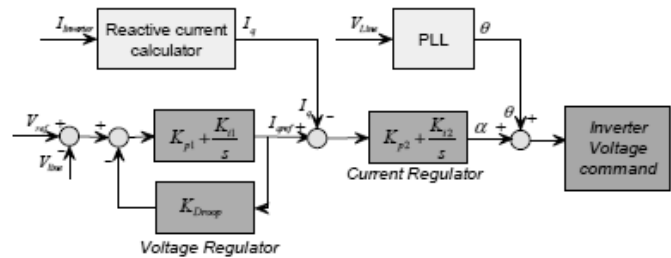 I_Inverter
Reactive current
calculator
I_q
V_Line
PLL
θ
V_ref
+
-
V_line
+
-
K_p1 + K_i1/s
I_qref
I_q
-
+
K_p2 + K_i2/s
α
+
θ
+
Inverter
Voltage
command
Current Regulator
K_Droop
Voltage Regulator